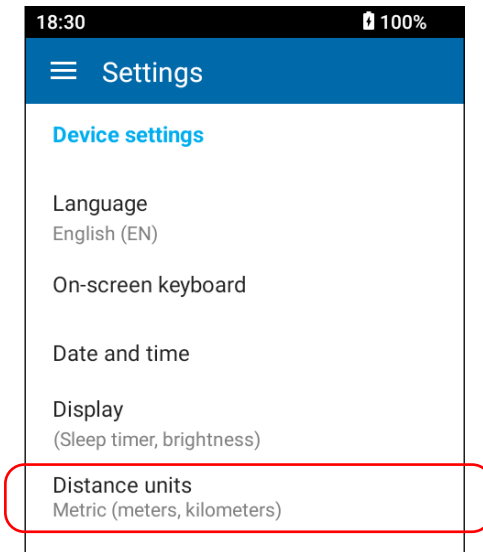 18:30 100%
Settings
Device settings
Language
English (EN)
On-screen keyboard
Date and time
Display
(Sleep timer, brightness)
Distance units
Metric (meters, kilometers)